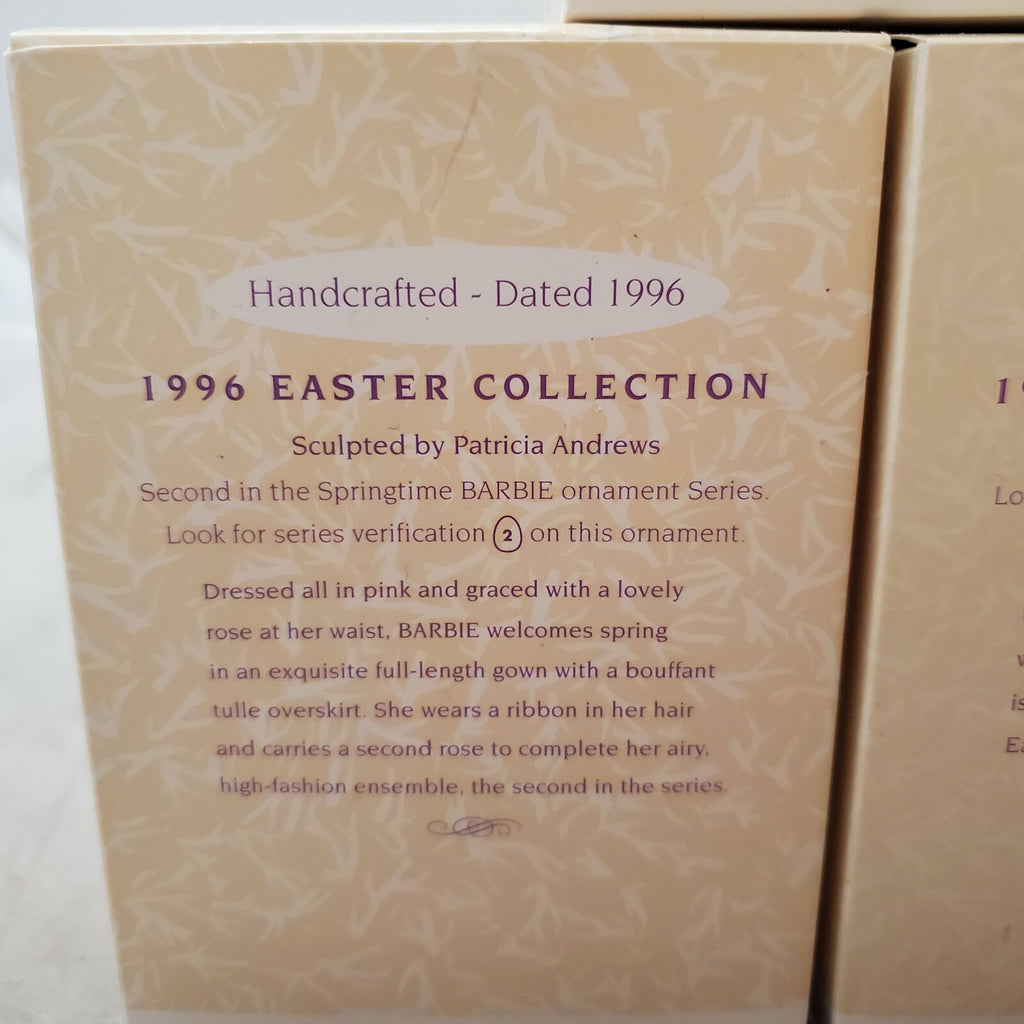 Handcrafted - Dated 1996
1996 EASTER COLLECTION
Sculpted by Patricia Andrews
Second in the Springtime BARBIE ornament Series.
Look for series verification 2 on this ornament.
Dressed all in pink and graced with a lovely
rose at her waist, BARBIE welcomes spring
in an exquisite full-length gown with a bouffant
tulle overskirt. She wears a ribbon in her hair
and carries a second rose to complete her airy,
high-fashion ensemble, the second in the series.